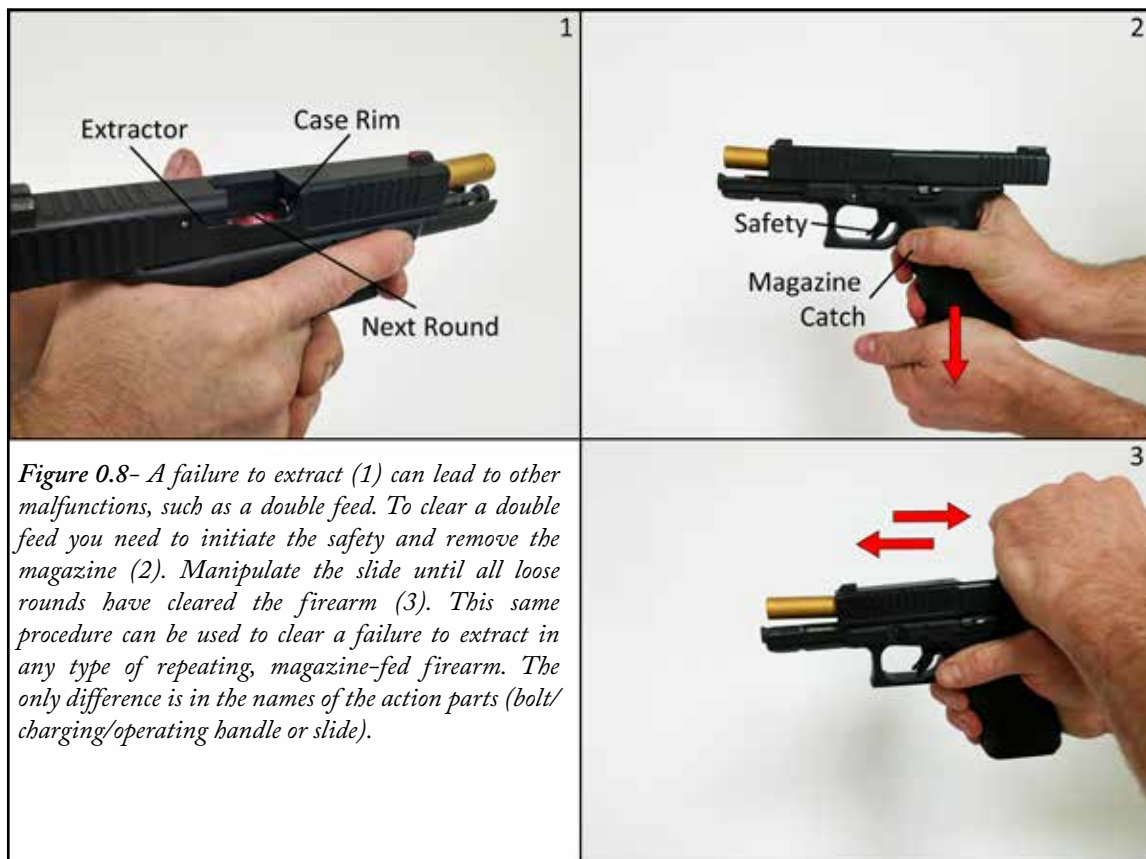 1
Extractor
Case Rim
Next Round
2
Safety
Magazine
Catch
Figure 0.8- A failure to extract (1) can lead to other
malfunctions, such as a double feed. To clear a double
feed you need to initiate the safety and remove the
magazine (2). Manipulate the slide until all loose
rounds have cleared the firearm (3). This same
procedure can be used to clear a failure to extract in
any type of repeating, magazine-fed firearm. The
only difference is in the names of the action parts (bolt/
charging/operating handle or slide).
3